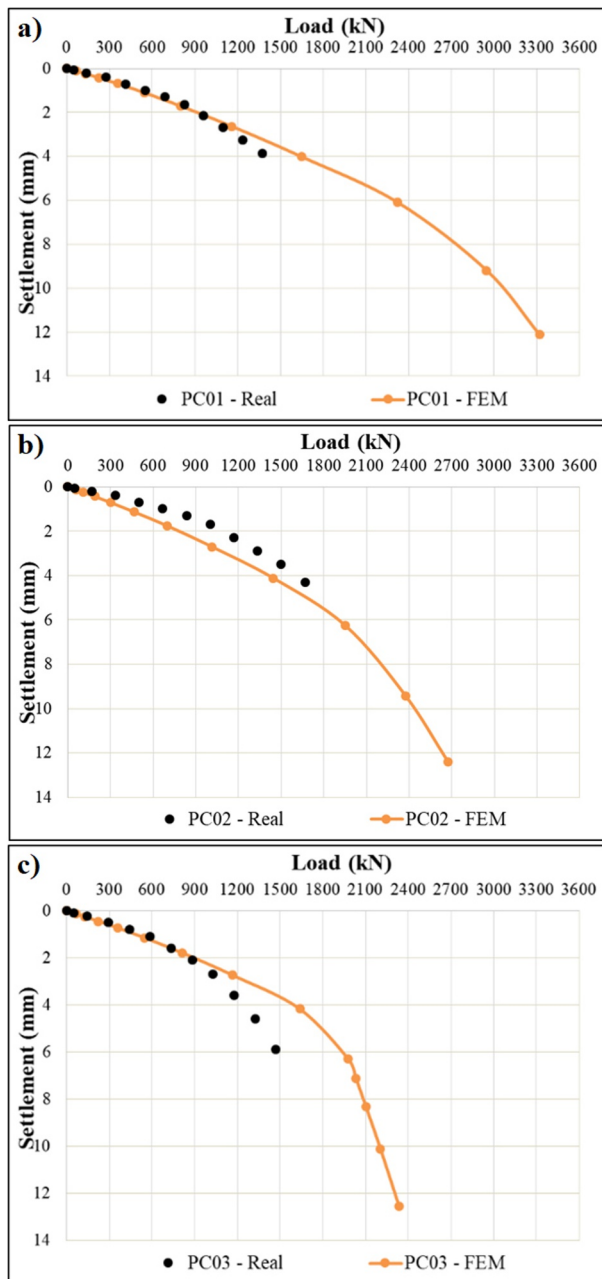 a)
Load (kN)
0 300 600 900 1200 1500 1800 2100 2400 2700 3000 3300 3600
Settlement (mm)
0
2
4
6
8
10
12
14
PC01 - Real PC01 - FEM
b)
Load (kN)
0 300 600 900 1200 1500 1800 2100 2400 2700 3000 3300 3600
Settlement (mm)
0
2
4
6
8
10
12
14
PC02 - Real PC02 - FEM
c)
Load (kN)
0 300 600 900 1200 1500 1800 2100 2400 2700 3000 3300 3600
Settlement (mm)
0
2
4
6
8
10
12
14
PC03 - Real PC03 - FEM